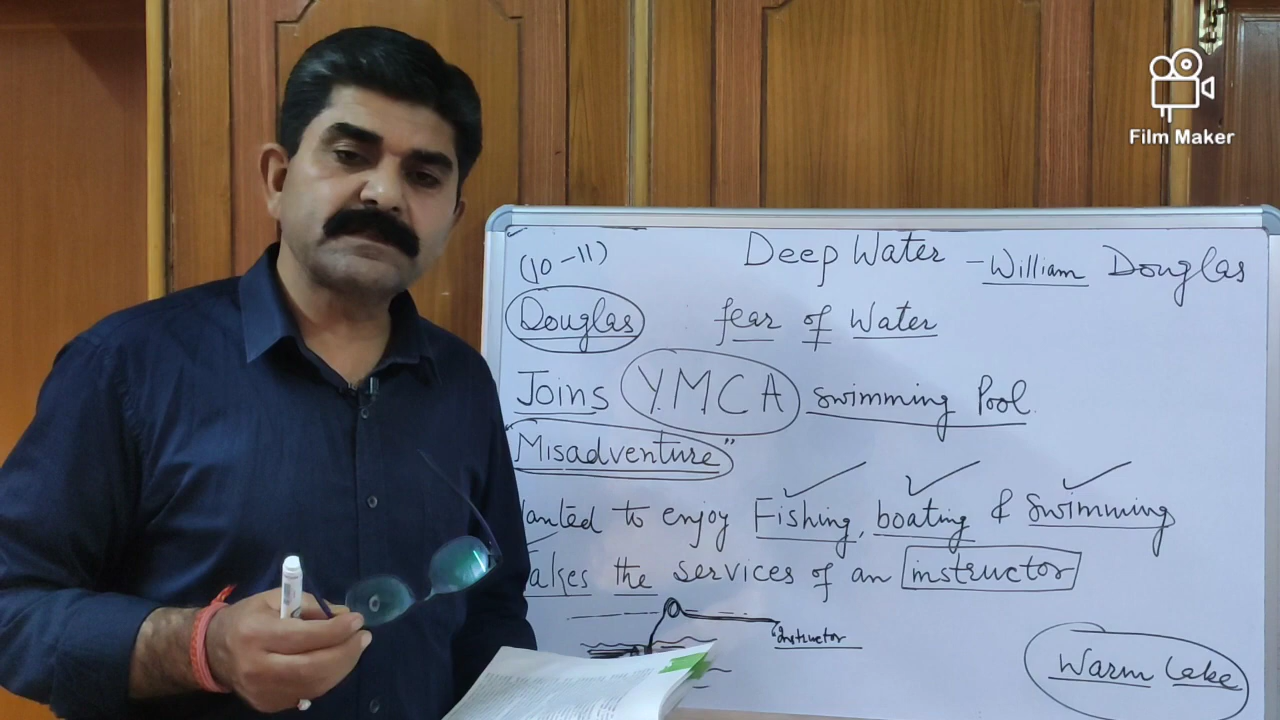 (10-11) Deep Water - William Douglas
Douglas fear of Water
Joins Y.M.C.A swimming Pool.
"Misadventure"
anted to enjoy Fishing, boating & Swimming
akes the services of an instructor
Instructor
Warm Lake
Film Maker